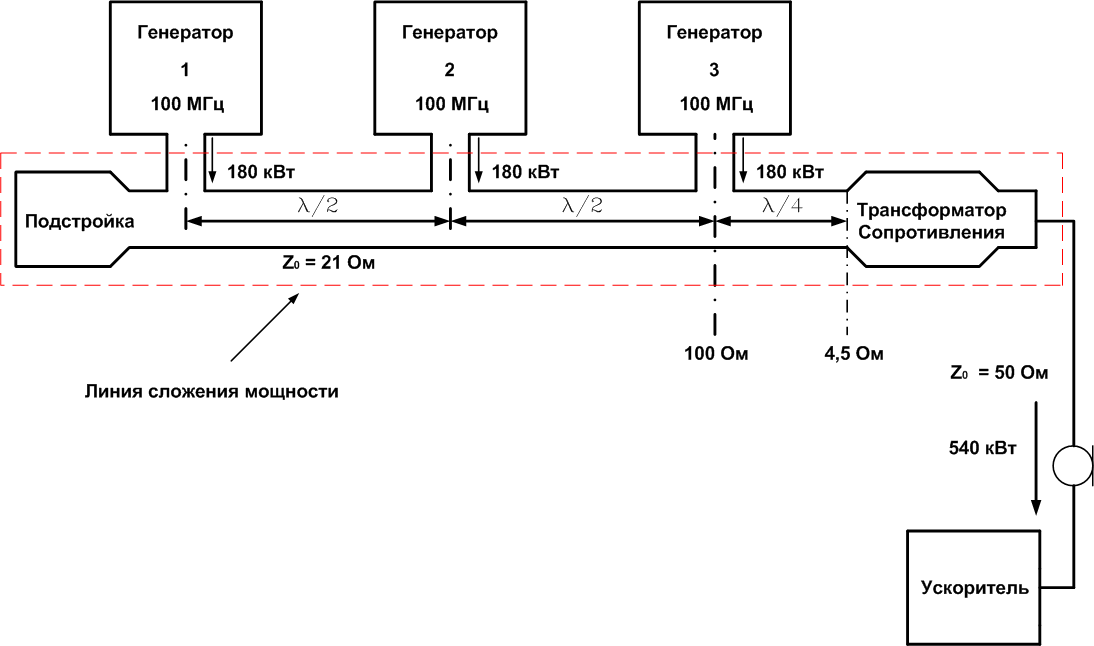 Генератор
1
100 МГц
Генератор
2
100 МГц
Генератор
3
100 МГц
180 кВт
180 кВт
180 кВт
Подстройка
λ/2
λ/2
λ/4
Трансформатор
Сопротивления
Z₀ = 21 Ом
100 Ом
4,5 Ом
Линия сложения мощности
Z₀ = 50 Ом
540 кВт
Ускоритель